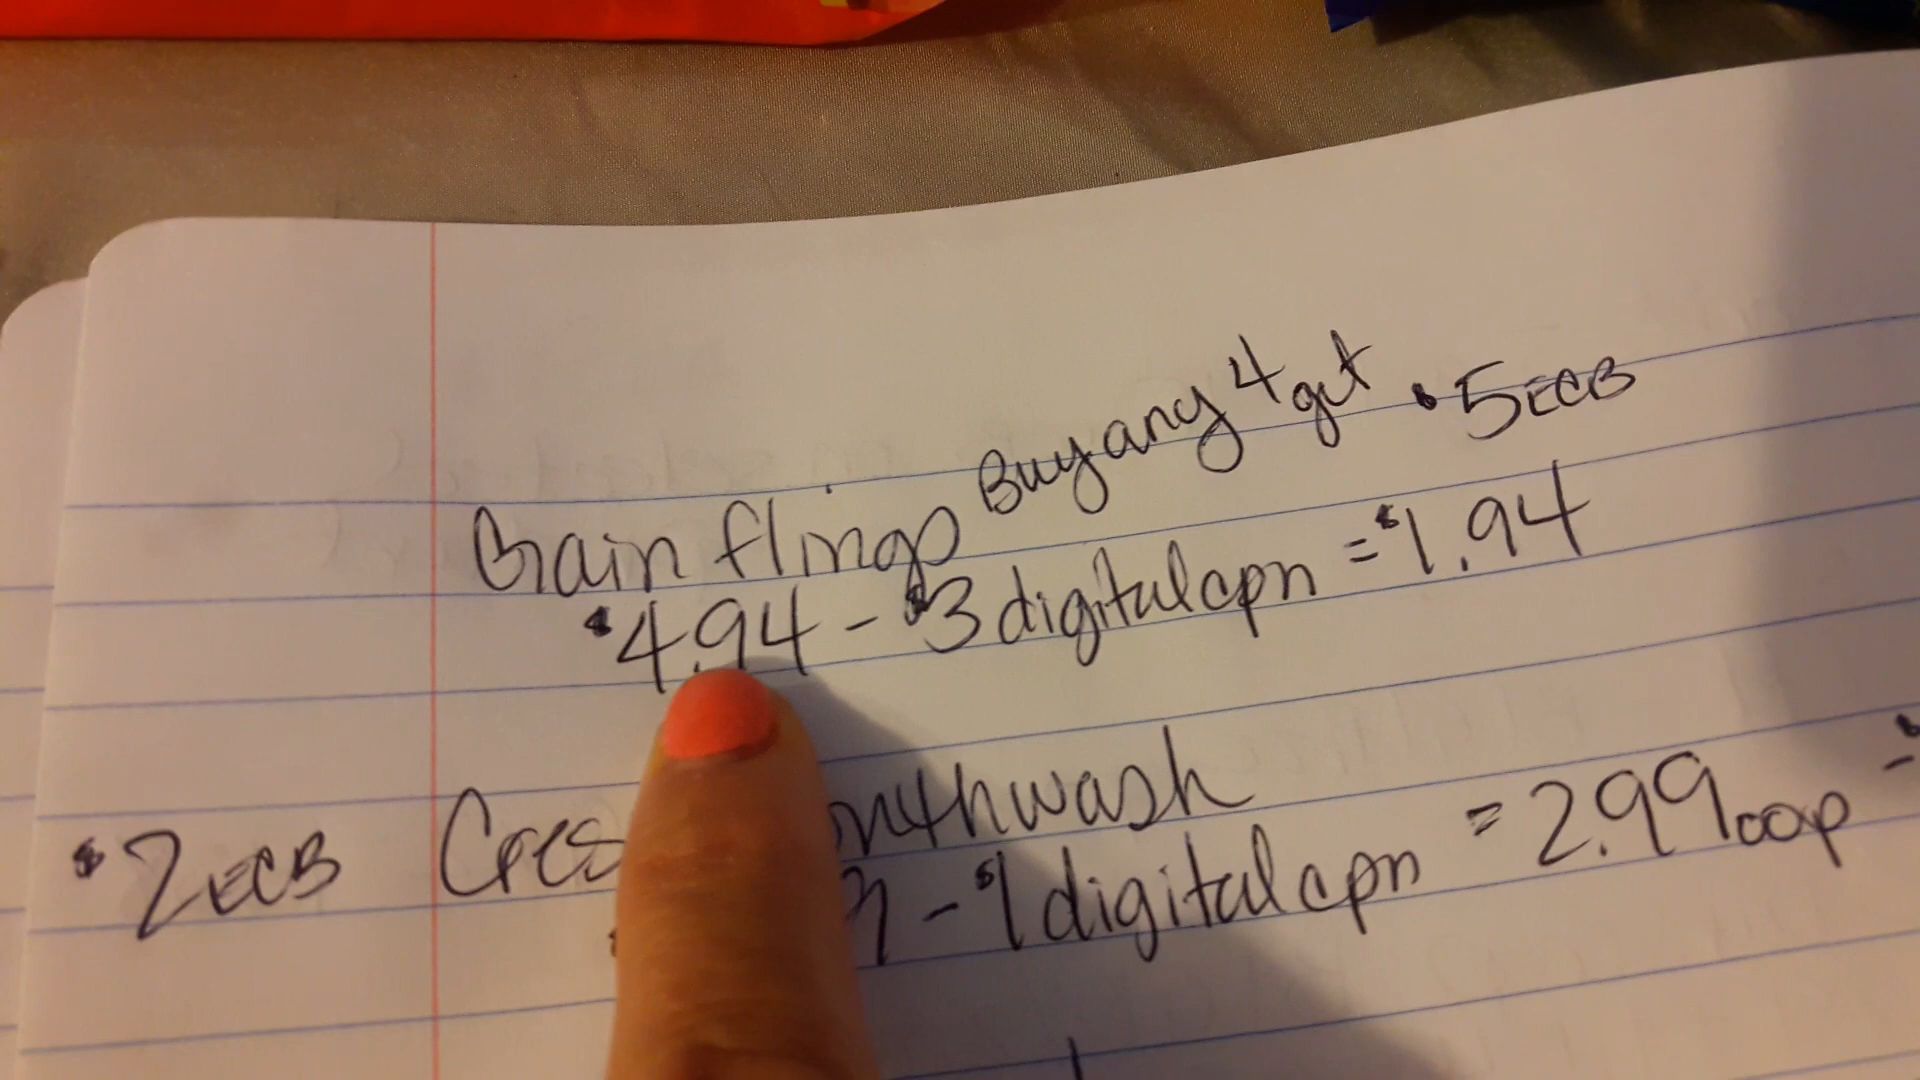 Gain flings Buy any 4 get $5 ECB
$4.94 - $3 digital cpn = $1.94
$2 ECB
- $1 digital cpn = 2.99 oop -